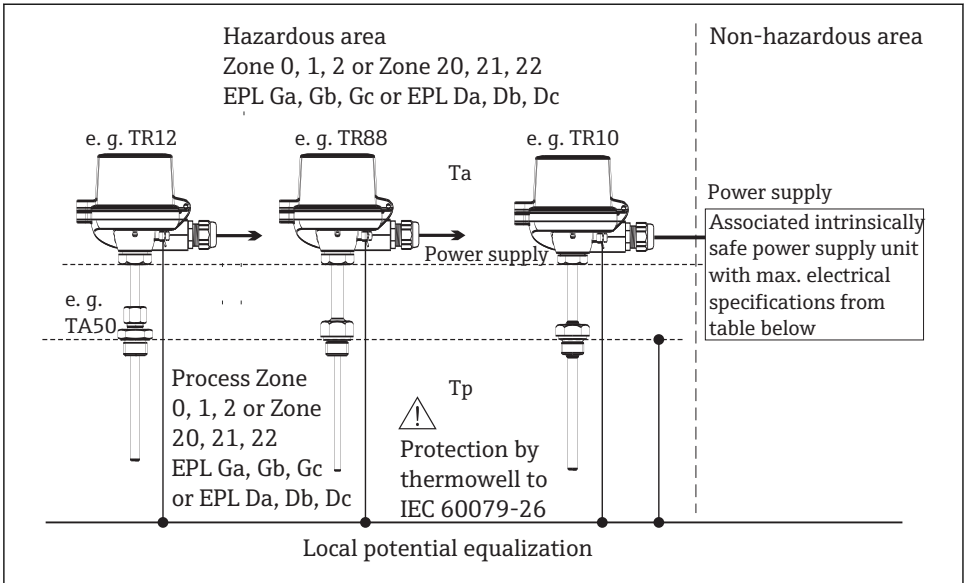 Hazardous area
Zone 0, 1, 2 or Zone 20, 21, 22
EPL Ga, Gb, Gc or EPL Da, Db, Dc
Non-hazardous area
e. g. TR12
e. g. TR88
e. g. TR10
Ta
Power supply
Power supply
Associated intrinsically
safe power supply unit
with max. electrical
specifications from
table below
e. g.
TA50
Process Zone
0, 1, 2 or Zone
20, 21, 22
EPL Ga, Gb, Gc
or EPL Da, Db, Dc
Tp
Protection by
thermowell to
IEC 60079-26
Local potential equalization